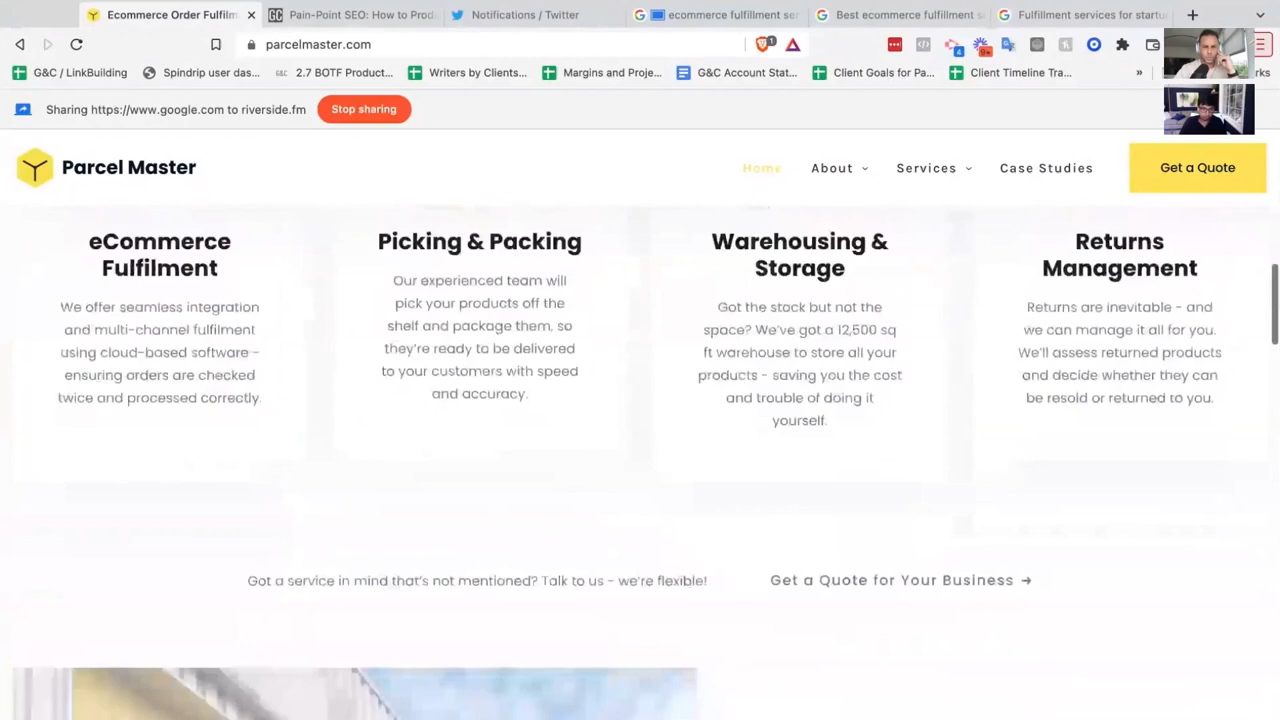 Ecommerce Order Fulfilm
Pain-Point SEO: How to Prod
Notifications / Twitter
ecommerce fulfillment ser
Best ecommerce fulfillment s
Fulfillment services for startu
parcelmaster.com
1
4
9+
G&C / LinkBuilding
Spindrip user das...
2.7 BOTF Product...
Writers by Clients...
Margins and Proje...
G&C Account Stat...
Client Goals for Pa...
Client Timeline Tra...
»
Sharing https://www.google.com to riverside.fm
Stop sharing
Parcel Master
Home
About
Services
Case Studies
Get a Quote
eCommerce
Fulfilment
We offer seamless integration
and multi-channel fulfilment
using cloud-based software -
ensuring orders are checked
twice and processed correctly.
Picking & Packing
Our experienced team will
pick your products off the
shelf and package them, so
they're ready to be delivered
to your customers with speed
and accuracy.
Warehousing &
Storage
Got the stock but not the
space? We've got a 12,500 sq
ft warehouse to store all your
products - saving you the cost
and trouble of doing it
yourself.
Returns
Management
Returns are inevitable - and
we can manage it all for you.
We'll assess returned products
and decide whether they can
be resold or returned to you.
Got a service in mind that's not mentioned? Talk to us - we're flexible!
Get a Quote for Your Business →